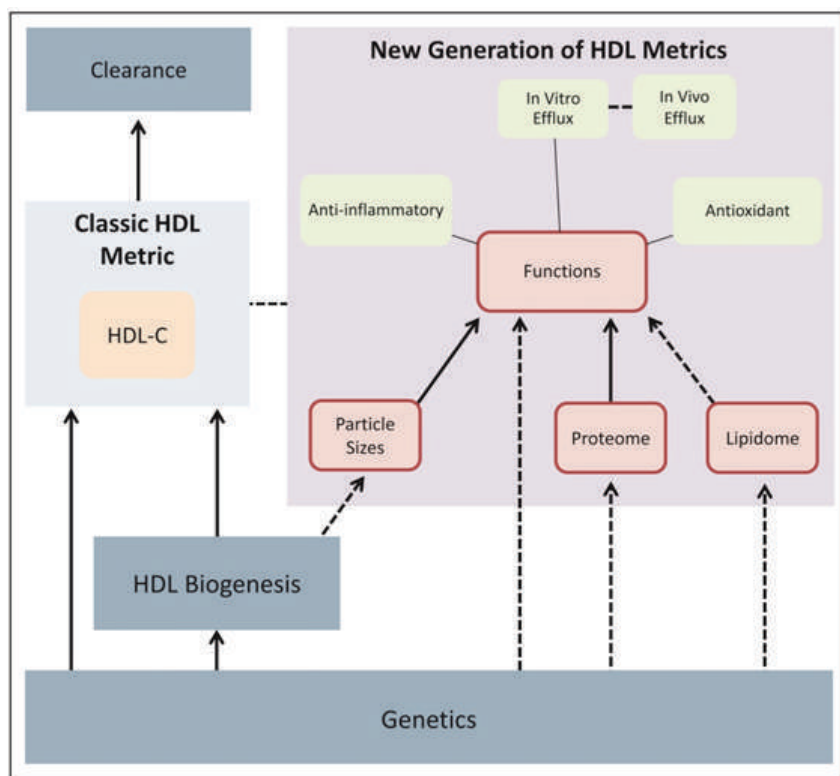 Clearance
New Generation of HDL Metrics
In Vitro
Efflux
In Vivo
Efflux
Anti-inflammatory
Antioxidant
Classic HDL
Metric
Functions
HDL-C
Particle
Sizes
Proteome
Lipidome
HDL Biogenesis
Genetics